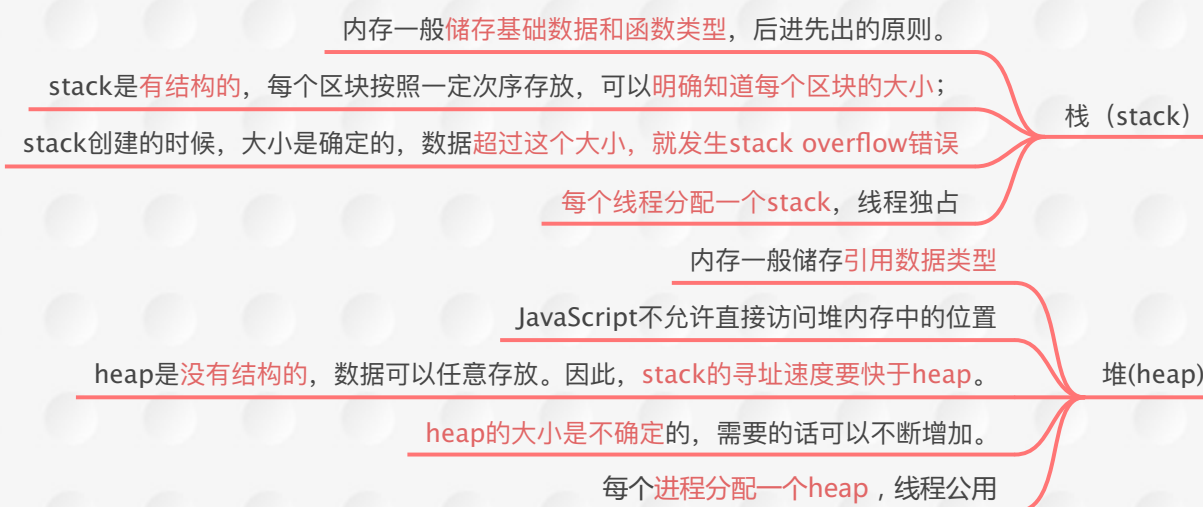 内存一般储存基础数据和函数类型，后进先出的原则。
stack是有结构的，每个区块按照一定次序存放，可以明确知道每个区块的大小；
stack创建的时候，大小是确定的，数据超过这个大小，就发生stack overflow错误
每个线程分配一个stack，线程独占
栈（stack）
内存一般储存引用数据类型
JavaScript不允许直接访问堆内存中的位置
heap是没有结构的，数据可以任意存放。因此，stack的寻址速度要快于heap。
heap的大小是不确定的，需要的话可以不断增加。
每个进程分配一个heap，线程公用
堆(heap)